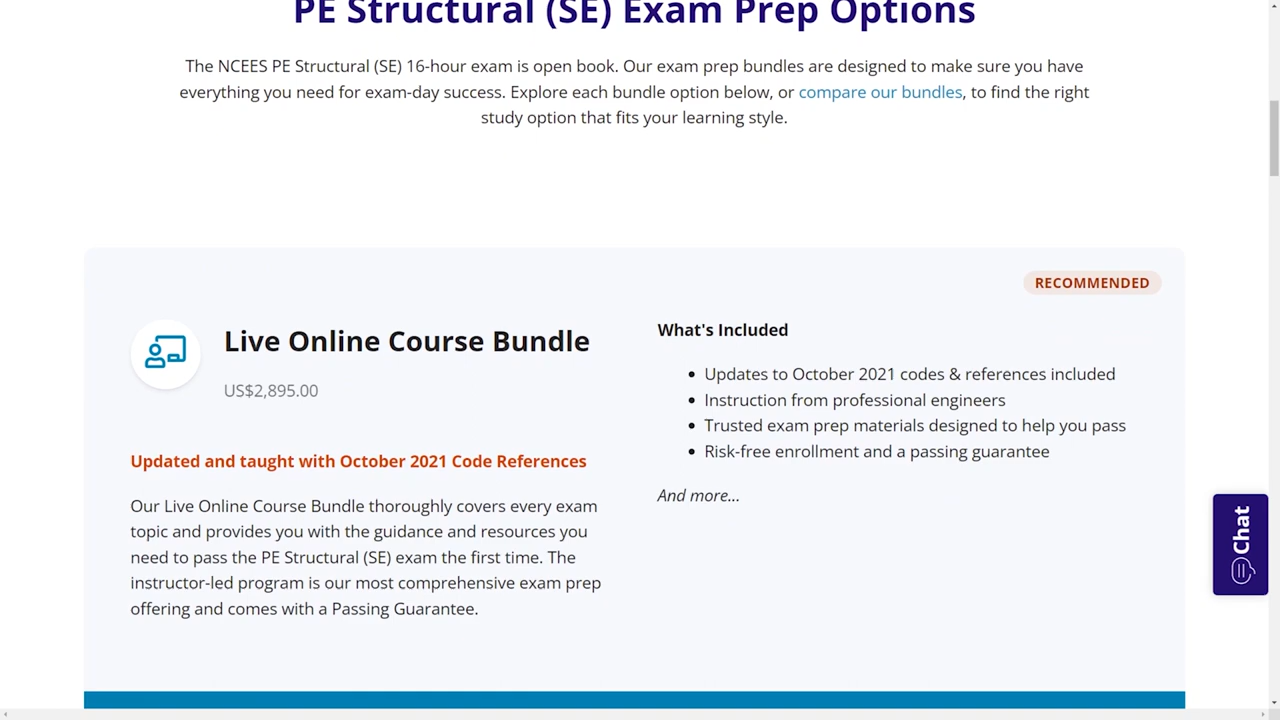 PE Structural (SE) Exam Prep Options
The NCEES PE Structural (SE) 16-hour exam is open book. Our exam prep bundles are designed to make sure you have
everything you need for exam-day success. Explore each bundle option below, or compare our bundles, to find the right
study option that fits your learning style.
RECOMMENDED
Live Online Course Bundle
US$2,895.00
Updated and taught with October 2021 Code References
Our Live Online Course Bundle thoroughly covers every exam
topic and provides you with the guidance and resources you
need to pass the PE Structural (SE) exam the first time. The
instructor-led program is our most comprehensive exam prep
offering and comes with a Passing Guarantee.
What's Included
• Updates to October 2021 codes & references included
• Instruction from professional engineers
• Trusted exam prep materials designed to help you pass
• Risk-free enrollment and a passing guarantee
And more...
Chat